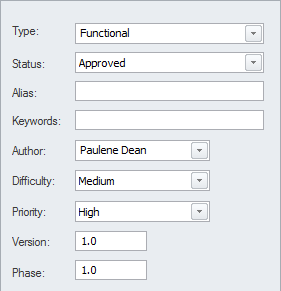 Type: Functional
Status: Approved
Alias:
Keywords:
Author: Paulene Dean
Difficulty: Medium
Priority: High
Version: 1.0
Phase: 1.0